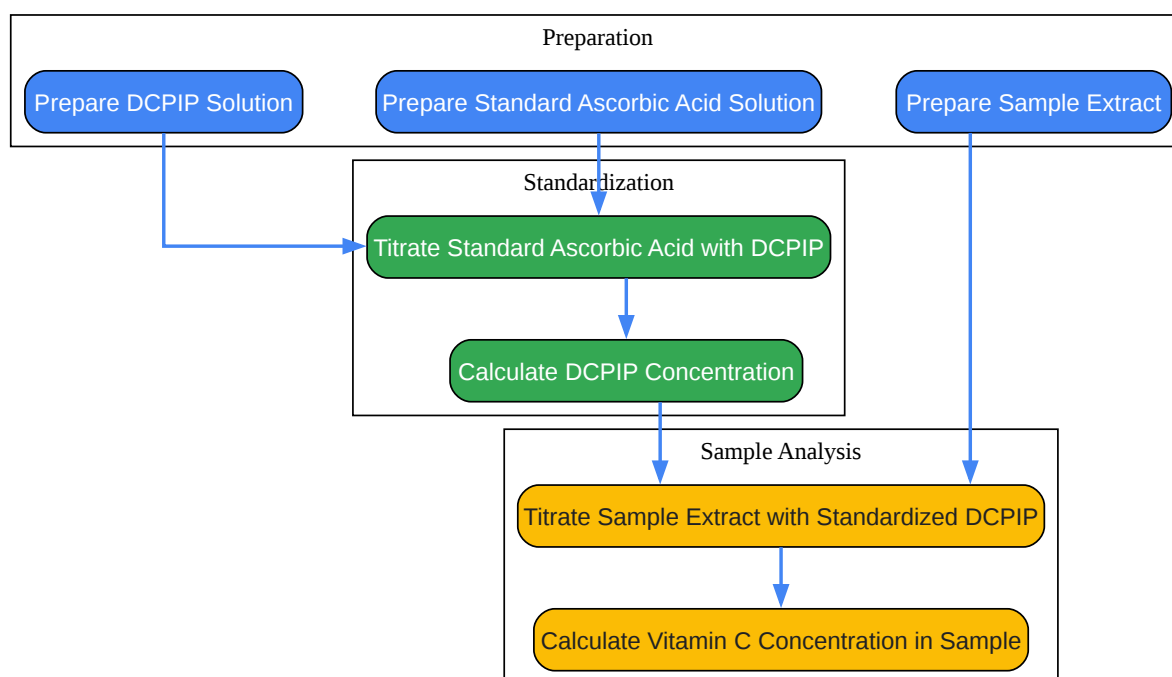 Preparation
Prepare DCPIP Solution
Prepare Standard Ascorbic Acid Solution
Prepare Sample Extract
Standardization
Titrate Standard Ascorbic Acid with DCPIP
Calculate DCPIP Concentration
Sample Analysis
Titrate Sample Extract with Standardized DCPIP
Calculate Vitamin C Concentration in Sample